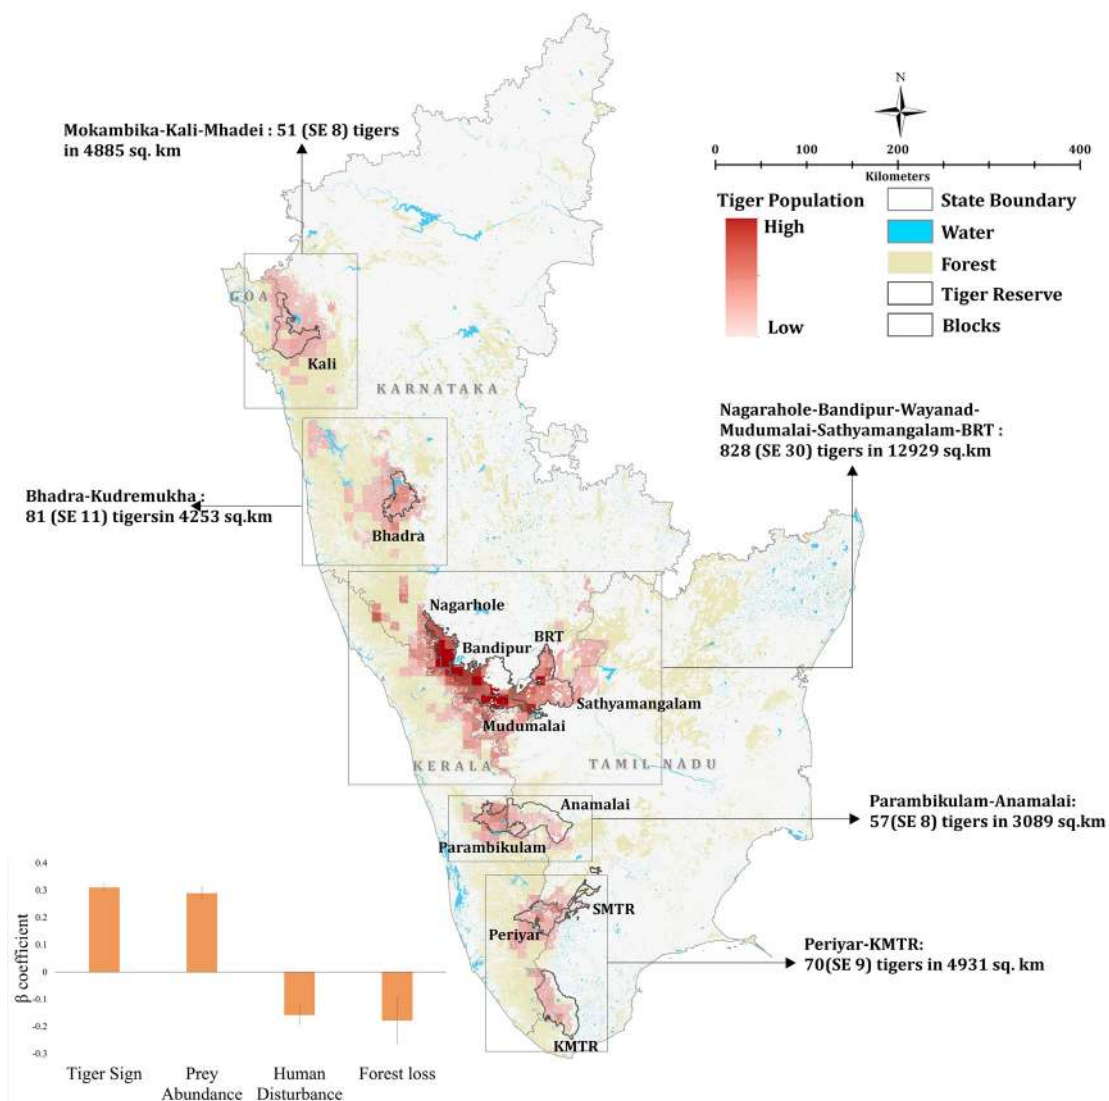 N
Mokambika-Kali-Mhadei : 51 (SE 8) tigers
in 4885 sq. km
0 200 400
Kilometers
Tiger Population
High
Low
State Boundary
Water
Forest
Tiger Reserve
Blocks
GOA
Kali
KARNATAKA
Nagarahole-Bandipur-Wayanad-
Mudumalai-Sathyamangalam-BRT :
828 (SE 30) tigers in 12929 sq.km
Bhadra-Kudremukha :
81 (SE 11) tigersin 4253 sq.km
Bhadra
Nagarhole
Bandipur
BRT
Sathyamangalam
Mudumalai
KERALA
TAMIL NADU
Anamalai
Parambikulam
Parambikulam-Anamalai:
57(SE 8) tigers in 3089 sq.km
SMTR
Periyar
Periyar-KMTR:
70(SE 9) tigers in 4931 sq. km
KMTR
β coefficient
0.4
0.3
0.2
0.1
0
-0.1
-0.2
-0.3
Tiger Sign
Prey
Abundance
Human
Disturbance
Forest loss